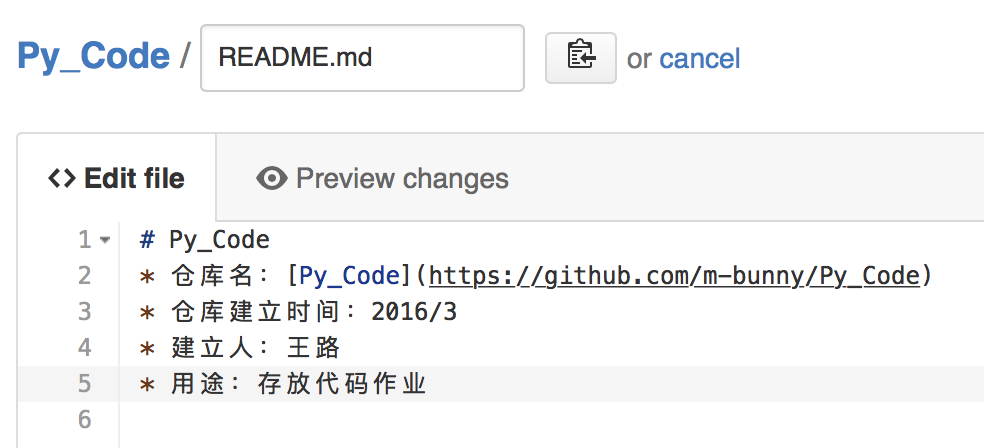 Py_Code / README.md or cancel
<> Edit file Preview changes
1 # Py_Code
2 * 仓库名：[Py_Code](https://github.com/m-bunny/Py_Code)
3 * 仓库建立时间：2016/3
4 * 建立人：王路
5 * 用途：存放代码作业
6